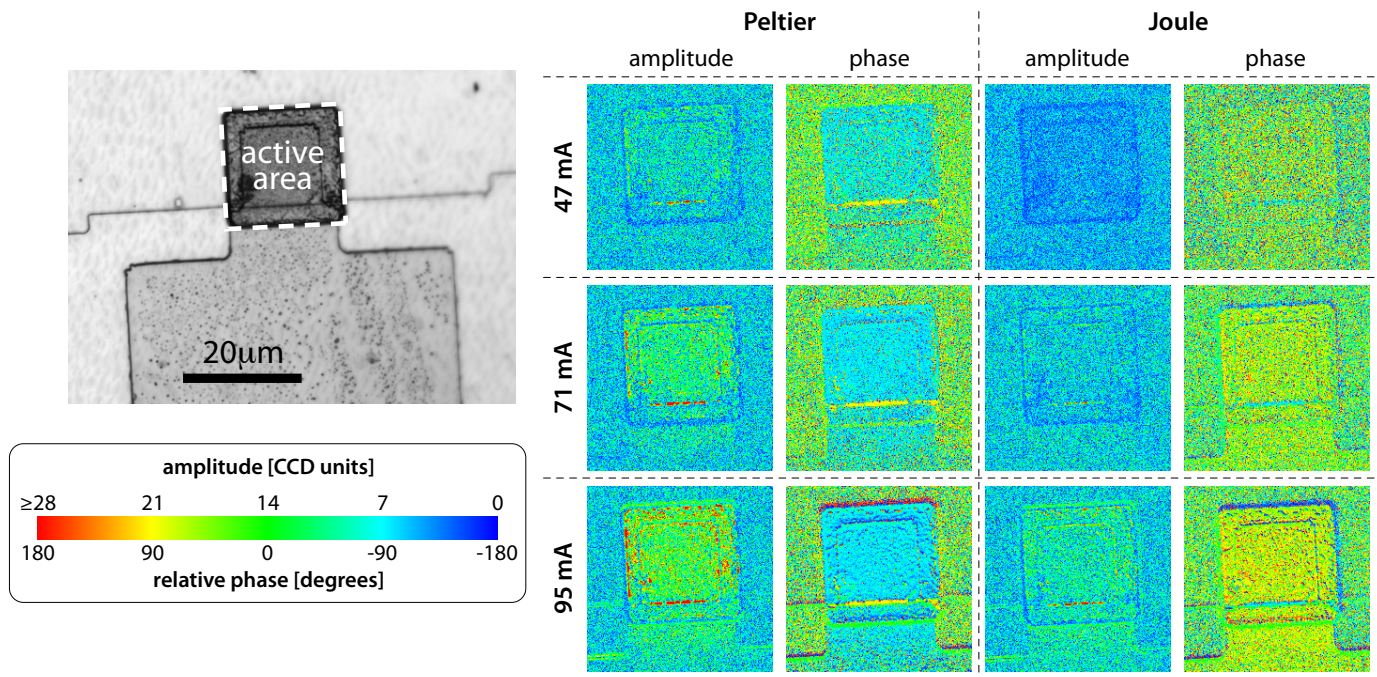 Peltier Joule
amplitude phase amplitude phase
active
area
20μm
47 mA
71 mA
95 mA
amplitude [CCD units]
≥28 21 14 7 0
180 90 0 -90 -180
relative phase [degrees]